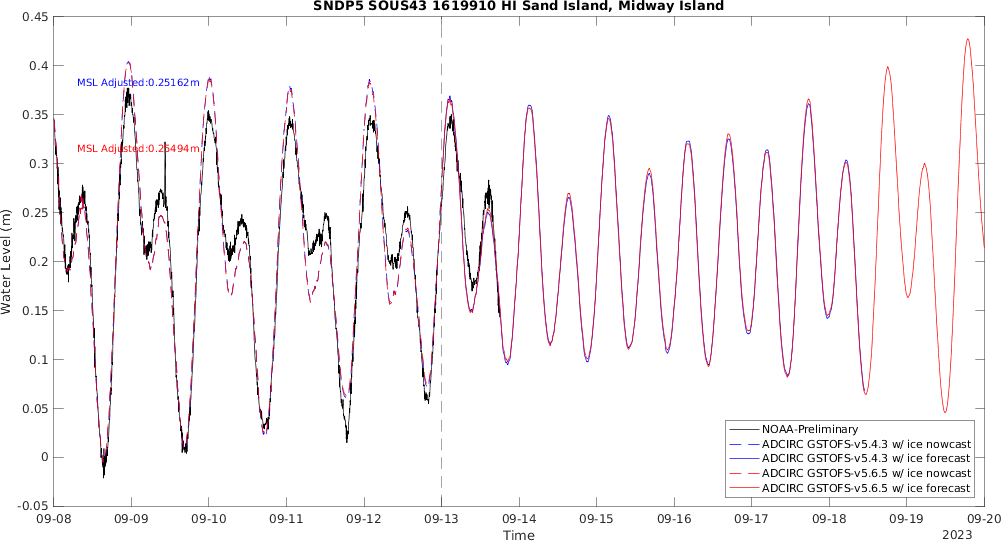 SNDP5 SOUS43 1619910 HI Sand Island, Midway Island
0.45
0.4
0.35
0.3
0.25
0.2
0.15
0.1
0.05
0
-0.05
Water Level (m)
MSL Adjusted:0.25162m
MSL Adjusted:0.26494m
NOAA-Preliminary
ADCIRC GSTOFS-v5.4.3 w/ ice nowcast
ADCIRC GSTOFS-v5.4.3 w/ ice forecast
ADCIRC GSTOFS-v5.6.5 w/ ice nowcast
ADCIRC GSTOFS-v5.6.5 w/ ice forecast
09-08 09-09 09-10 09-11 09-12 09-13 09-14 09-15 09-16 09-17 09-18 09-19 09-20
Time
2023